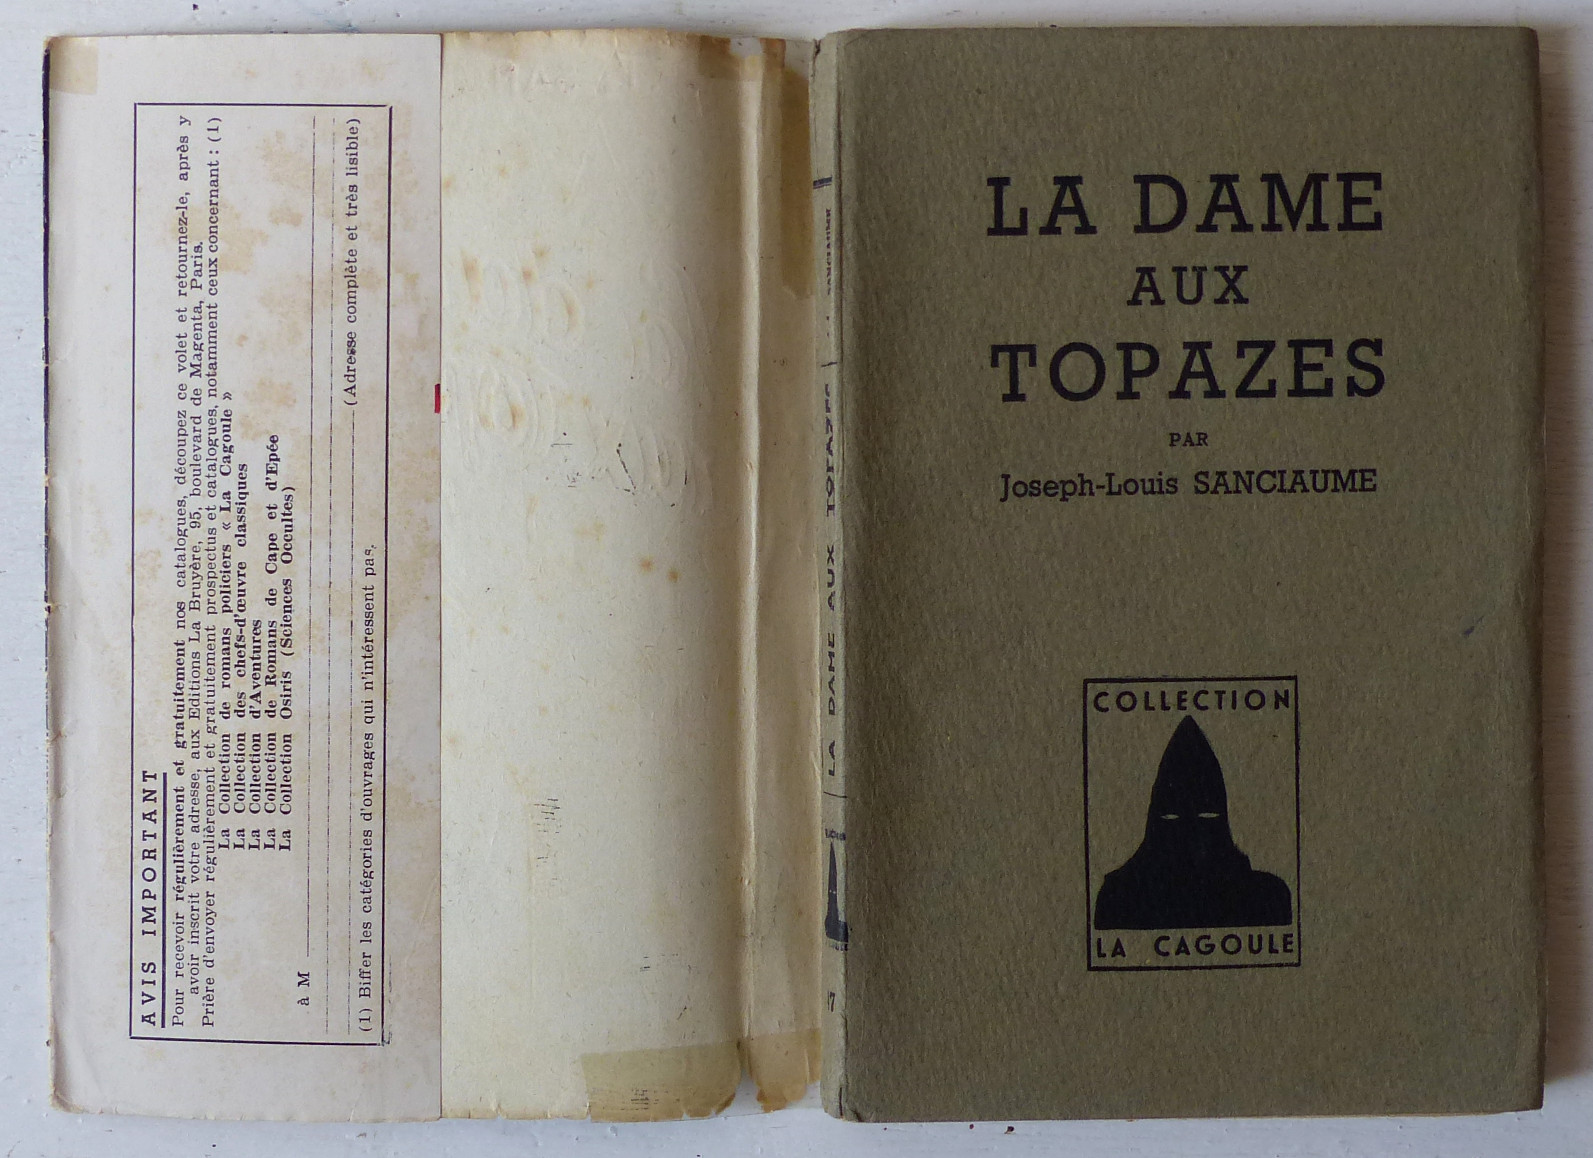 AVIS IMPORTANT
Pour recevoir régulièrement et gratuitement nos catalogues, découpez ce volet et retournez-le, après y
avoir inscrit votre adresse, aux Editions La Bruyère, 95, boulevard de Magenta, Paris.
Prière d'envoyer régulièrement et gratuitement prospectus et catalogues, notamment ceux concernant : (1)
La Collection de romans policiers « La Cagoule »
La Collection des chefs-d'œuvre classiques
La Collection d'Aventures
La Collection de Romans de Cape et d'Epée
La Collection Osiris (Sciences Occultes)
à M
(Adresse complète et très lisible)
(1) Biffer les catégories d'ouvrages qui n'intéressent pas.
SANCIAUME
LA DAME AUX TOPAZES
LA DAME
AUX
TOPAZES
PAR
Joseph-Louis SANCIAUME
COLLECTION
LA CAGOULE